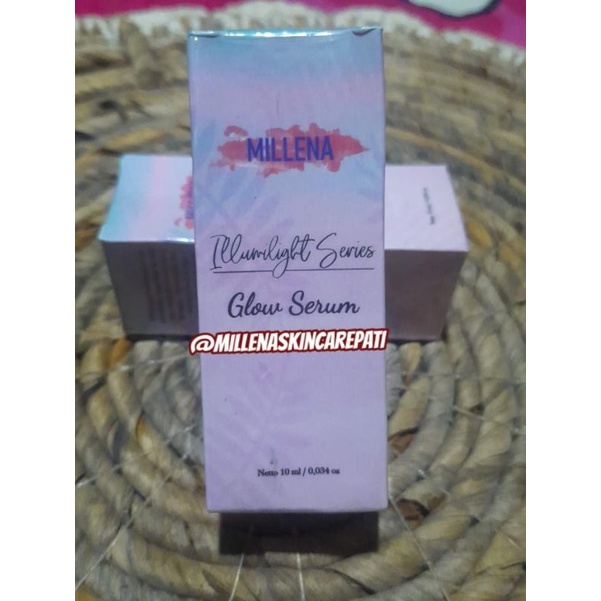 MILLENA
Illumilight Series
Glow Serum
@MILLENASKINCAREPATI
Netto 10 ml / 0,034 oz